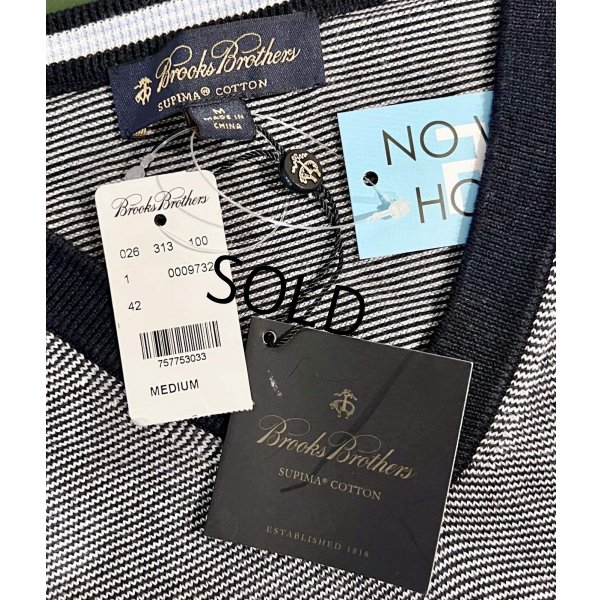 Brooks Brothers
SUPIMA® COTTON
M
MADE IN
CHINA
NO
HO
Brooks Brothers
026 313 100
1 0009732
42
757753033
MEDIUM
SOLD
Brooks Brothers
SUPIMA® COTTON
ESTABLISHED 1818